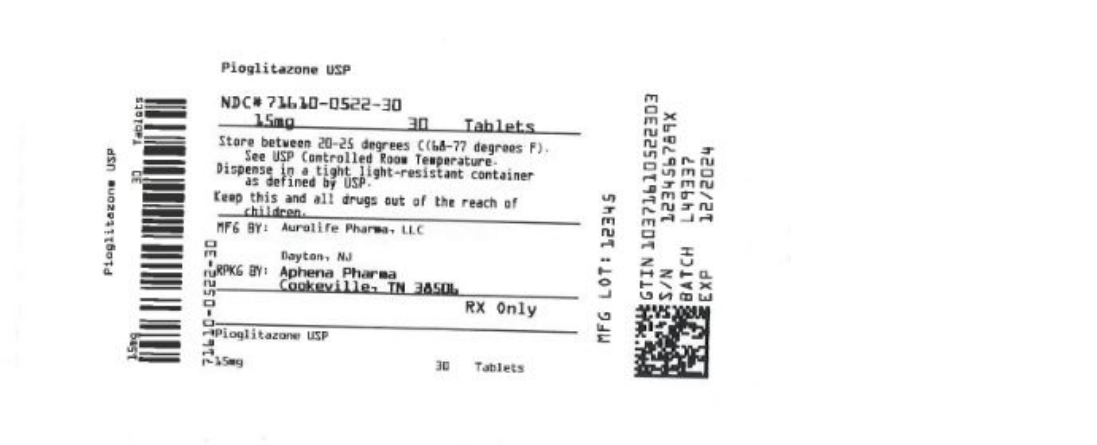 Pioglitazone USP
30 Tablets
15mg
71610-0522-30
Pioglitazone USP
NDC# 71610-0522-30
15mg 30 Tablets
Store between 20-25 degrees C((68-77 degrees F).
See USP Controlled Room Temperature.
Dispense in a tight light-resistant container
as defined by USP.
Keep this and all drugs out of the reach of
children.
MFG BY: Aurolife Pharma, LLC
Dayton, NJ
RPKG BY: Aphena Pharma
Cookeville, TN 38506
RX Only
Pioglitazone USP
15mg 30 Tablets
MFG LOT: 12345
GTIN 10371610522303
S/N 123456789X
BATCH L49337
EXP 12/2024